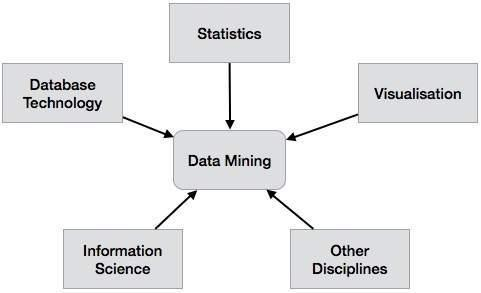 Statistics
Database
Technology
Visualisation
Data Mining
Information
Science
Other
Disciplines